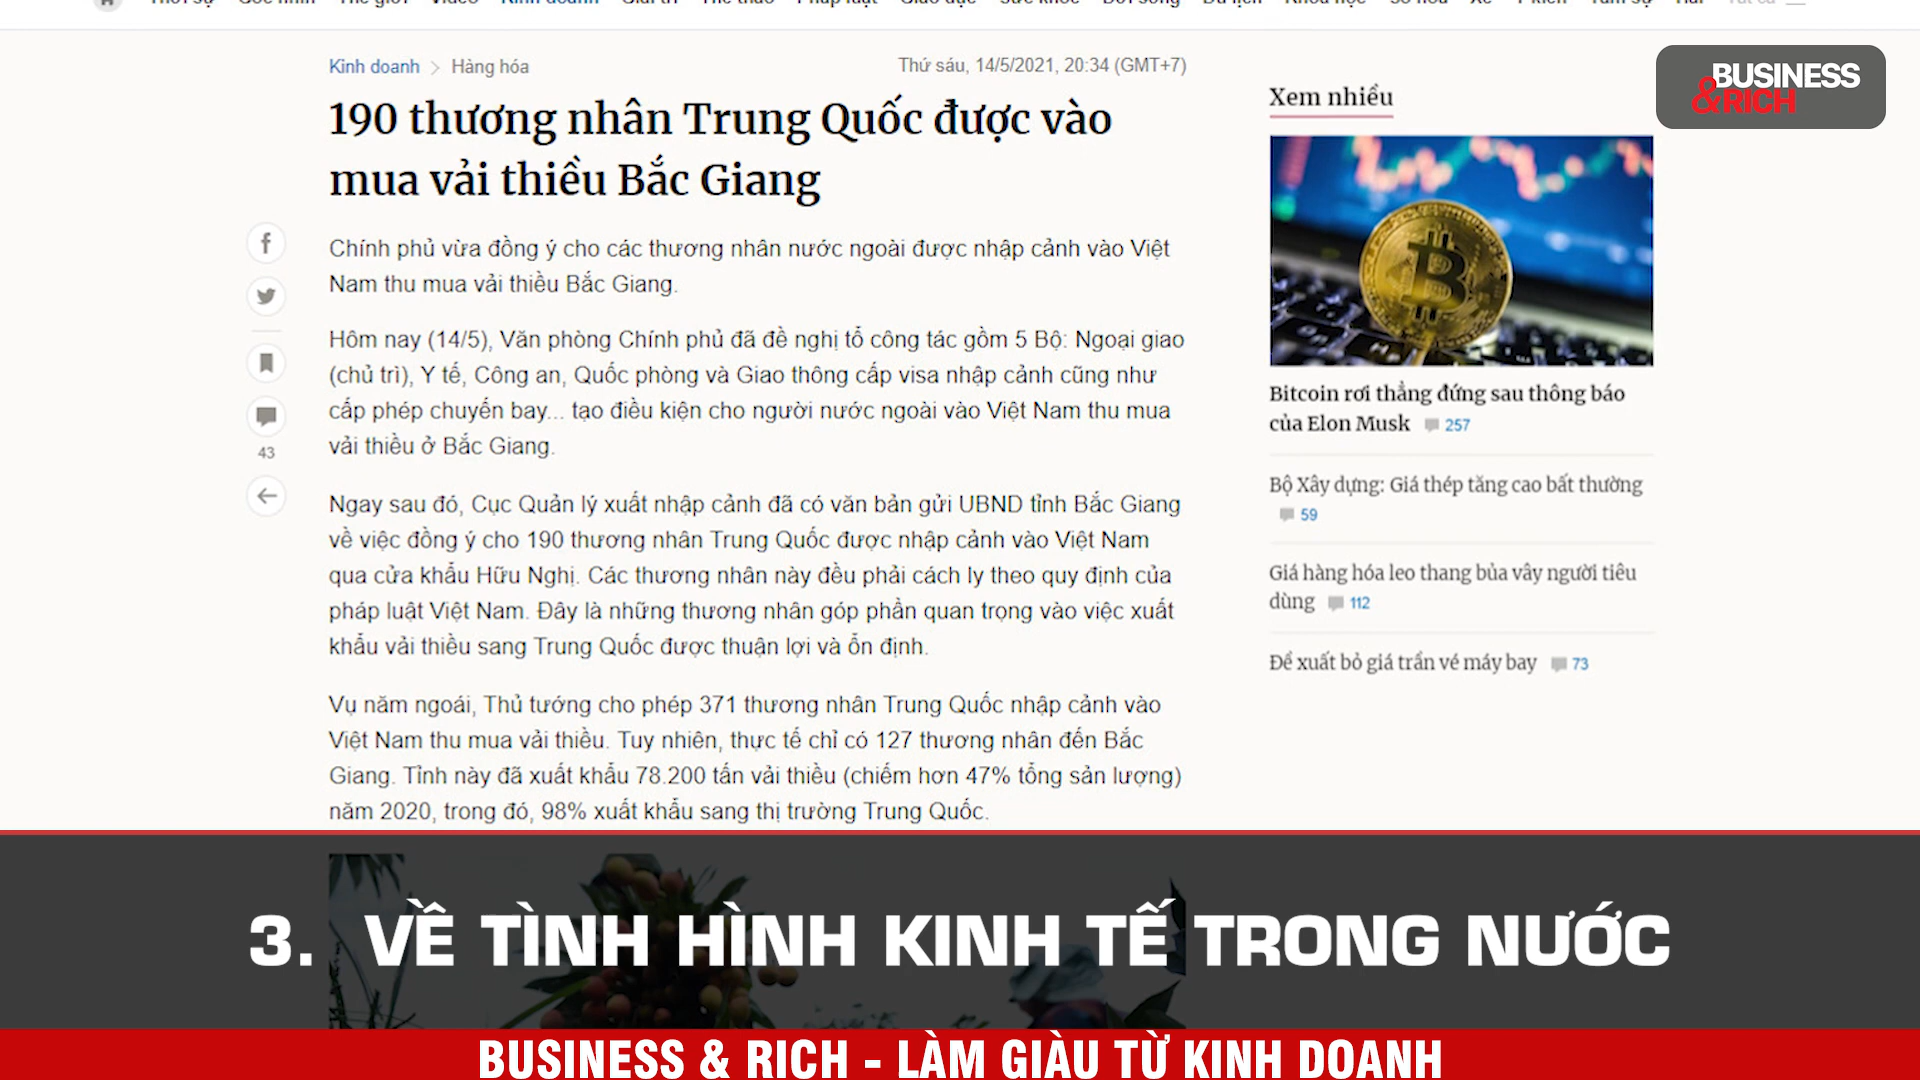 Thời sự Góc nhìn Thế giới Video Kinh doanh Giải trí Thể thao Pháp luật Giáo dục Sức khỏe Đời sống Du lịch Khoa học Số hóa Xe Ý kiến Tâm sự Hài Tất cả
Kinh doanh > Hàng hóa
Thứ sáu, 14/5/2021, 20:34 (GMT+7)
190 thương nhân Trung Quốc được vào
mua vải thiều Bắc Giang
Chính phủ vừa đồng ý cho các thương nhân nước ngoài được nhập cảnh vào Việt
Nam thu mua vải thiều Bắc Giang.
Hôm nay (14/5), Văn phòng Chính phủ đã đề nghị tổ công tác gồm 5 Bộ: Ngoại giao
(chủ trì), Y tế, Công an, Quốc phòng và Giao thông cấp visa nhập cảnh cũng như
cấp phép chuyến bay... tạo điều kiện cho người nước ngoài vào Việt Nam thu mua
vải thiều ở Bắc Giang.
43
Ngay sau đó, Cục Quản lý xuất nhập cảnh đã có văn bản gửi UBND tỉnh Bắc Giang
về việc đồng ý cho 190 thương nhân Trung Quốc được nhập cảnh vào Việt Nam
qua cửa khẩu Hữu Nghị. Các thương nhân này đều phải cách ly theo quy định của
pháp luật Việt Nam. Đây là những thương nhân góp phần quan trọng vào việc xuất
khẩu vải thiều sang Trung Quốc được thuận lợi và ổn định.
Vụ năm ngoái, Thủ tướng cho phép 371 thương nhân Trung Quốc nhập cảnh vào
Việt Nam thu mua vải thiều. Tuy nhiên, thực tế chỉ có 127 thương nhân đến Bắc
Giang. Tỉnh này đã xuất khẩu 78.200 tấn vải thiều (chiếm hơn 47% tổng sản lượng)
năm 2020, trong đó, 98% xuất khẩu sang thị trường Trung Quốc.
BUSINESS
&RICH
Xem nhiều
Bitcoin rơi thẳng đứng sau thông báo
của Elon Musk 257
Bộ Xây dựng: Giá thép tăng cao bất thường
59
Giá hàng hóa leo thang bủa vây người tiêu
dùng 112
Đề xuất bỏ giá trần vé máy bay 73
3. VỀ TÌNH HÌNH KINH TẾ TRONG NƯỚC
BUSINESS & RICH - LÀM GIÀU TỪ KINH DOANH